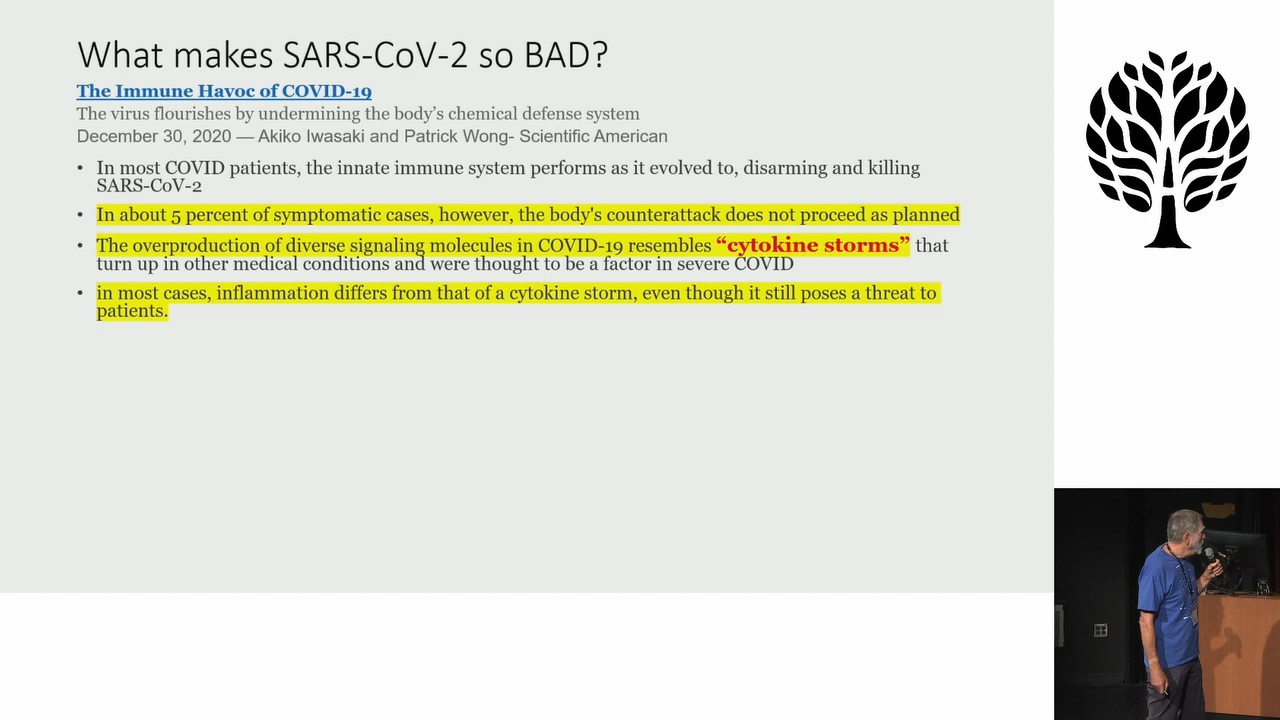 What makes SARS-CoV-2 so BAD?
The Immune Havoc of COVID-19
The virus flourishes by undermining the body’s chemical defense system
December 30, 2020 — Akiko Iwasaki and Patrick Wong- Scientific American
• In most COVID patients, the innate immune system performs as it evolved to, disarming and killing
SARS-CoV-2
• In about 5 percent of symptomatic cases, however, the body's counterattack does not proceed as planned
• The overproduction of diverse signaling molecules in COVID-19 resembles “cytokine storms” that
turn up in other medical conditions and were thought to be a factor in severe COVID
• in most cases, inflammation differs from that of a cytokine storm, even though it still poses a threat to
patients.